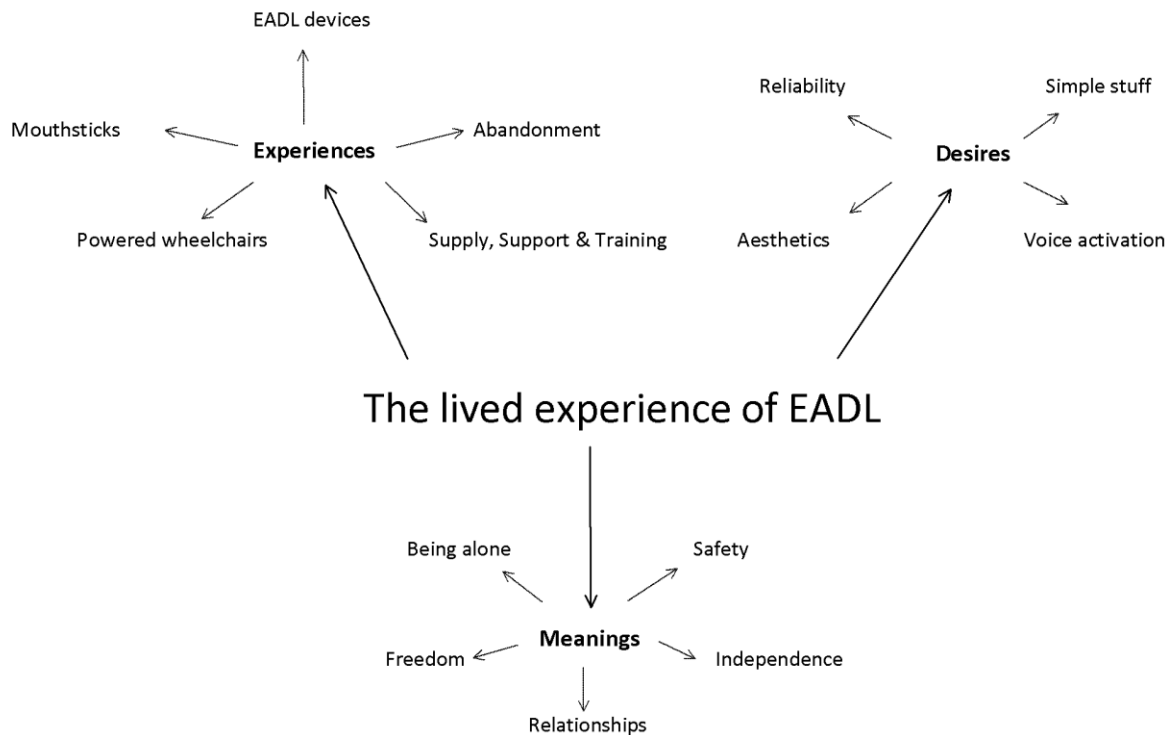 EADL devices
Reliability
Simple stuff
Mouthsticks
Abandonment
Experiences
Desires
Powered wheelchairs
Supply, Support & Training
Aesthetics
Voice activation
The lived experience of EADL
Being alone
Safety
Meanings
Freedom
Independence
Relationships